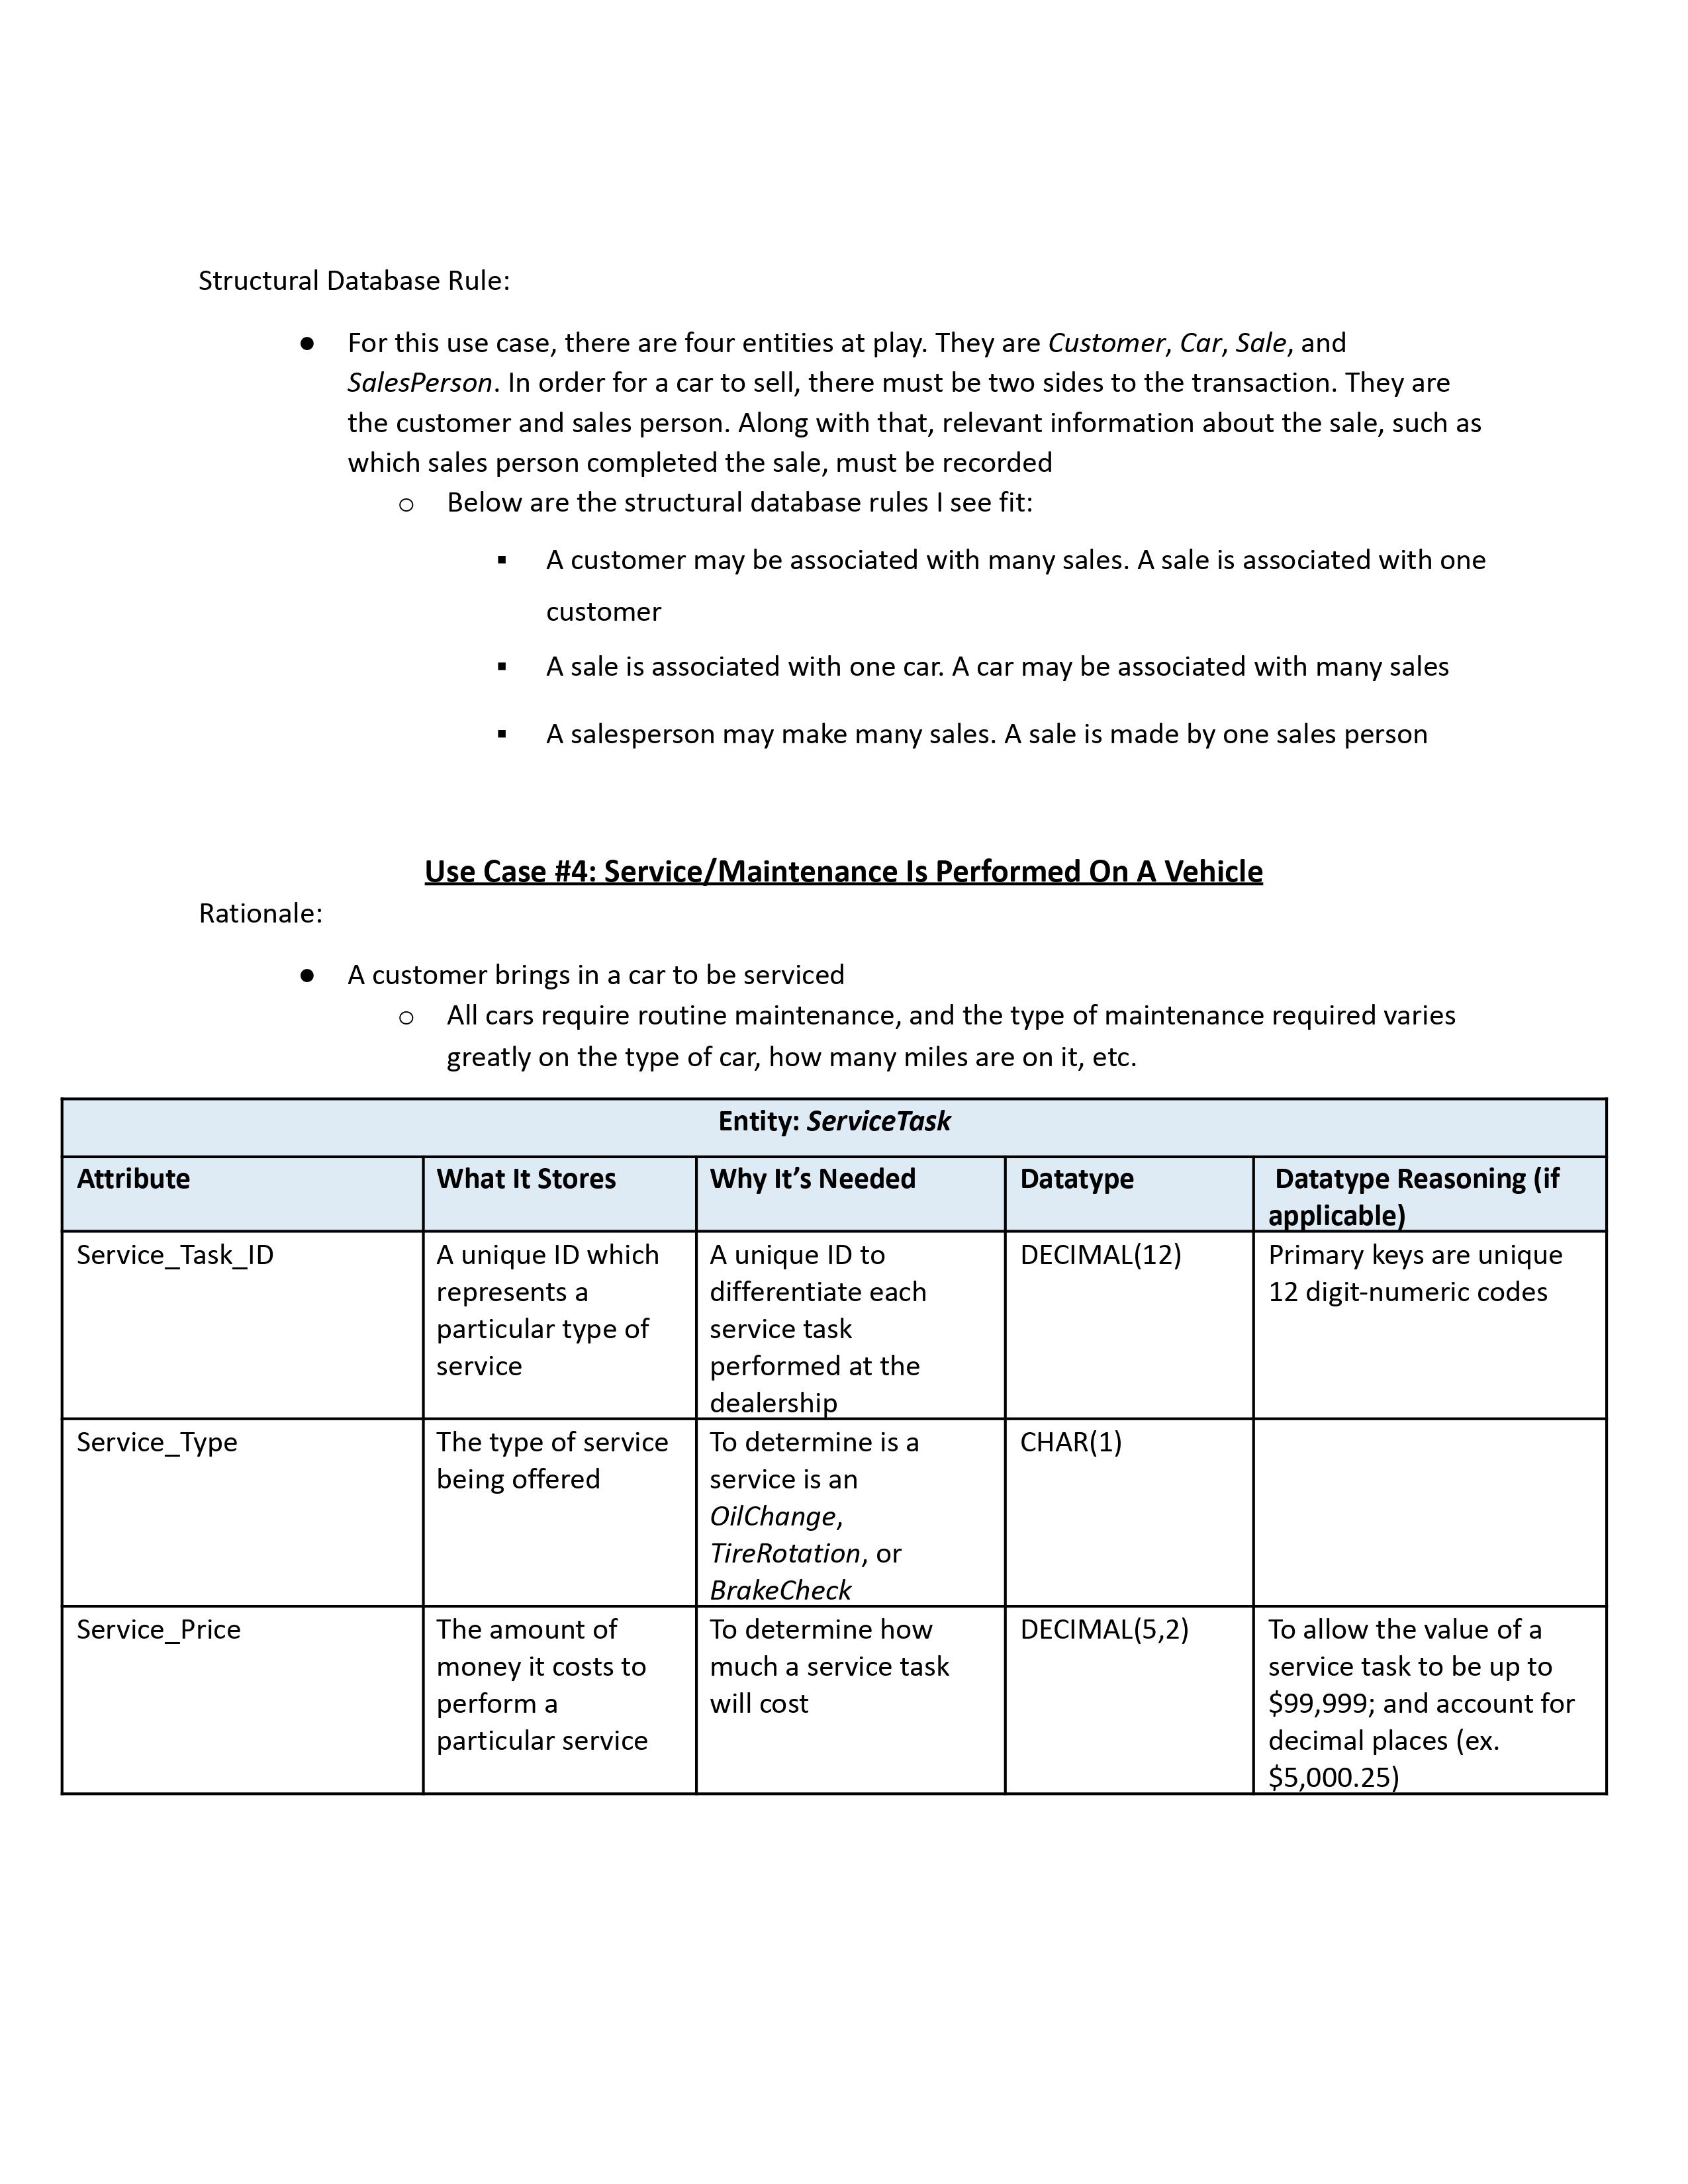 Structural Database Rule:
● For this use case, there are four entities at play. They are Customer, Car, Sale, and
SalesPerson. In order for a car to sell, there must be two sides to the transaction. They are
the customer and sales person. Along with that, relevant information about the sale, such as
which sales person completed the sale, must be recorded
o Below are the structural database rules I see fit:
▪ A customer may be associated with many sales. A sale is associated with one
customer
▪ A sale is associated with one car. A car may be associated with many sales
▪ A salesperson may make many sales. A sale is made by one sales person
Use Case #4: Service/Maintenance Is Performed On A Vehicle
Rationale:
● A customer brings in a car to be serviced
o All cars require routine maintenance, and the type of maintenance required varies
greatly on the type of car, how many miles are on it, etc.
Entity: ServiceTask
Attribute
What It Stores
Why It’s Needed
Datatype
Datatype Reasoning (if
applicable)
Service_Task_ID
A unique ID which
represents a
particular type of
service
A unique ID to
differentiate each
service task
performed at the
dealership
DECIMAL(12)
Primary keys are unique
12 digit-numeric codes
Service_Type
The type of service
being offered
To determine is a
service is an
OilChange,
TireRotation, or
BrakeCheck
CHAR(1)
Service_Price
The amount of
money it costs to
perform a
particular service
To determine how
much a service task
will cost
DECIMAL(5,2)
To allow the value of a
service task to be up to
$99,999; and account for
decimal places (ex.
$5,000.25)